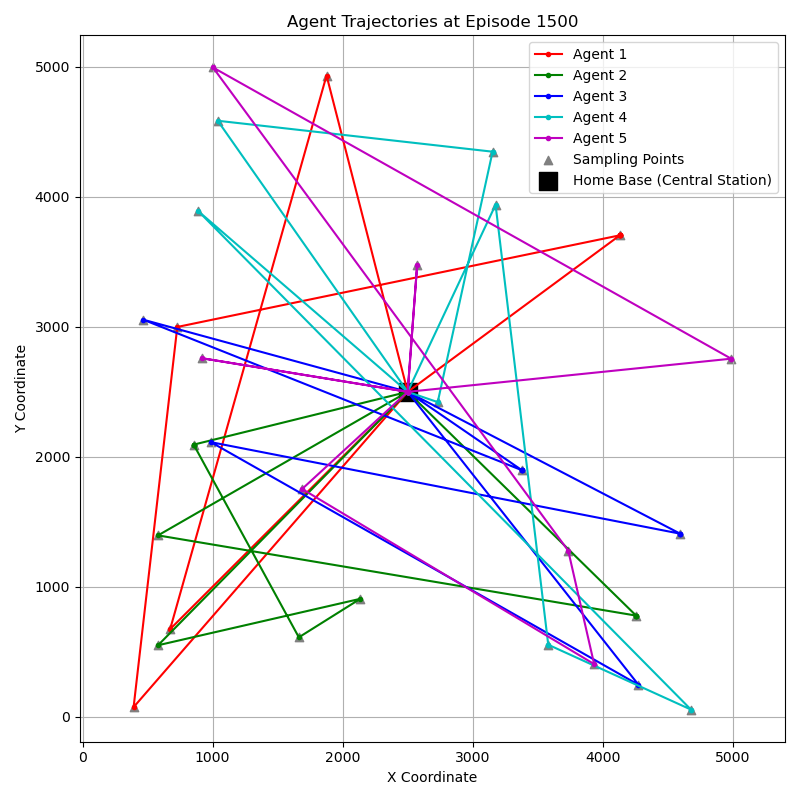 Agent Trajectories at Episode 1500
Agent 1
Agent 2
Agent 3
Agent 4
Agent 5
Sampling Points
Home Base (Central Station)
Y Coordinate
5000
4000
3000
2000
1000
0
0 1000 2000 3000 4000 5000
X Coordinate